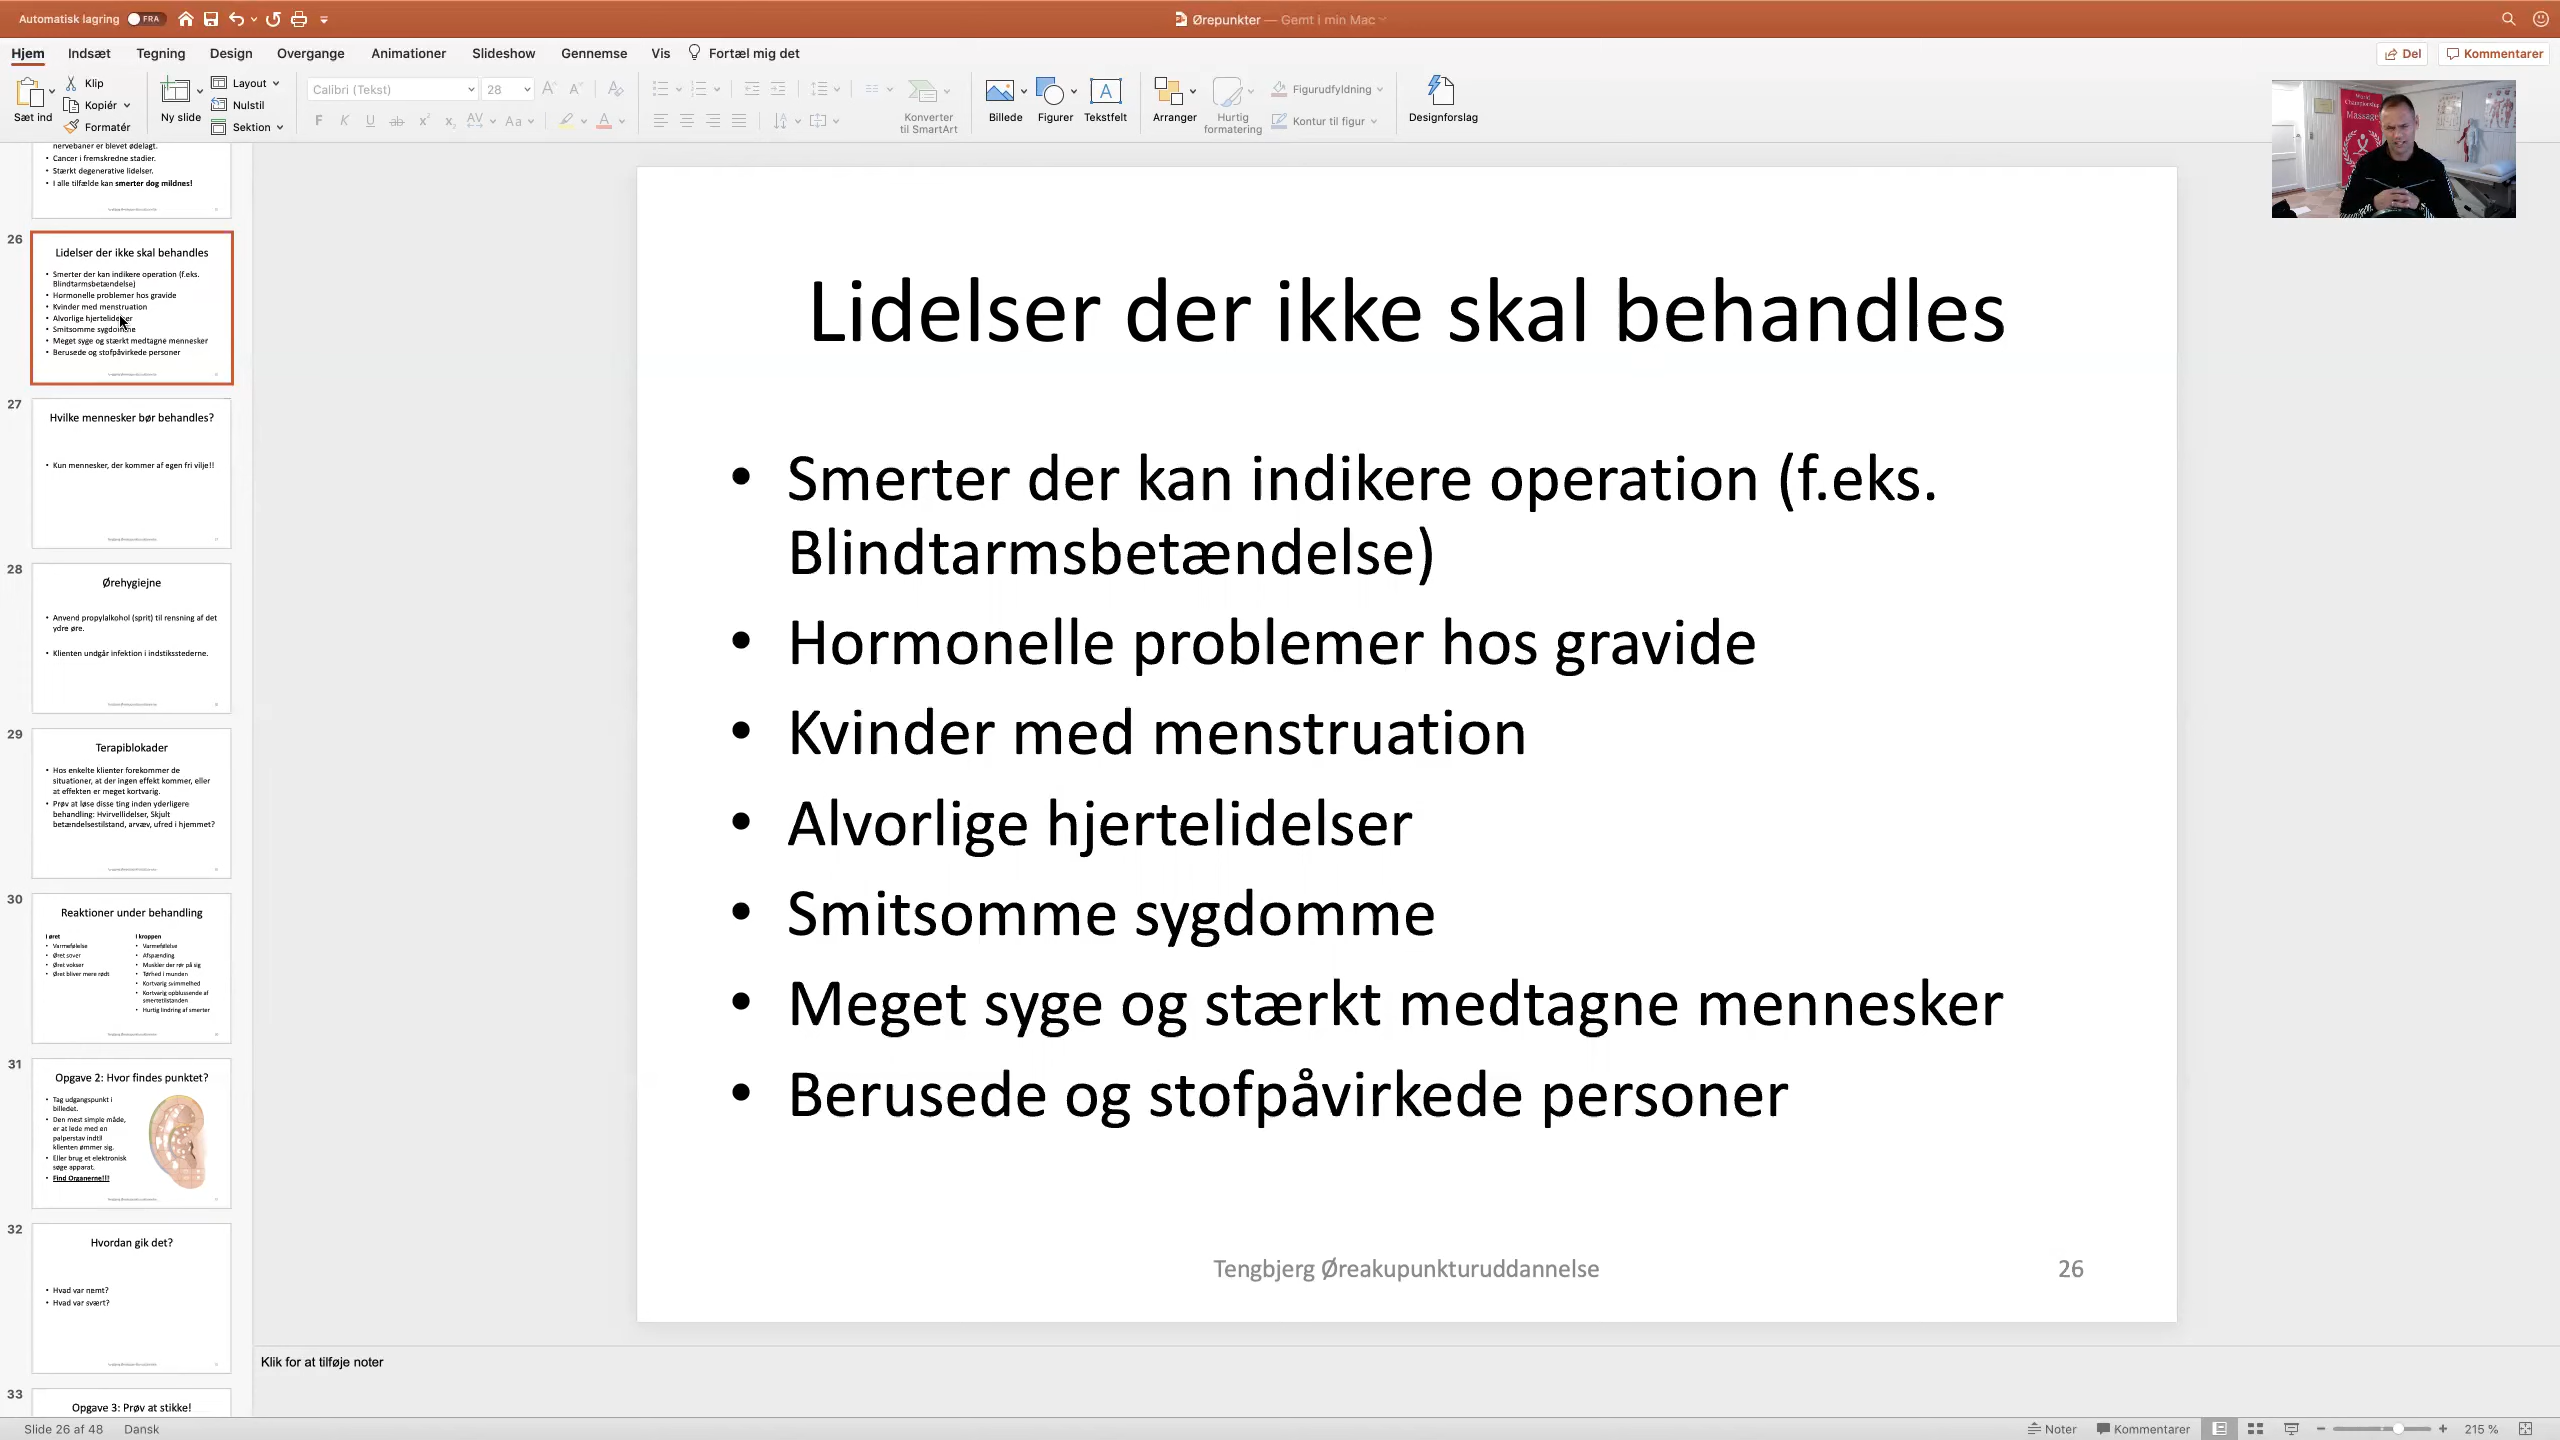 Automatisk lagring FRA
Ørepunkter — Gemt i min Mac
Hjem Indsæt Tegning Design Overgange Animationer Slideshow Gennemse Vis Fortæl mig det
Del Kommentarer
Sæt ind
Klip
Kopiér
Formatér
Ny slide
Layout
Nulstil
Sektion
Calibri (Tekst) 28
F K U ab x² x₂ AV Aa A
Konverter
til SmartArt
Billede
Figurer
Tekstfelt
Arranger
Hurtig
formatering
Figurudfyldning
Kontur til figur
Designforslag
World
Championship
Massage
nervebaner er blevet ødelagt.
• Cancer i fremskredne stadier.
• Stærkt degenerative lidelser.
• I alle tilfælde kan smerter dog mildnes!
26
Lidelser der ikke skal behandles
• Smerter der kan indikere operation (f.eks.
Blindtarmsbetændelse)
• Hormonelle problemer hos gravide
• Kvinder med menstruation
• Alvorlige hjertelidelser
• Smitsomme sygdomme
• Meget syge og stærkt medtagne mennesker
• Berusede og stofpåvirkede personer
27
Hvilke mennesker bør behandles?
• Kun mennesker, der kommer af egen fri vilje!!
28
Ørehygiejne
• Anvend propylalkohol (sprit) til rensning af det
ydre øre.
• Klienten undgår infektion i indstiksstederne.
29
Terapiblokader
• Hos enkelte klienter forekommer de
situationer, at der ingen effekt kommer, eller
at effekten er meget kortvarig.
• Prøv at løse disse ting inden yderligere
behandling: Hvirvellidelser, Skjult
betændelsestilstand, arvæv, ufred i hjemmet?
30
Reaktioner under behandling
I øret
• Varmefølelse
• Øret sover
• Øret vokser
• Øret bliver mere rødt
I kroppen
• Varmefølelse
• Afspænding
• Muskler der rør på sig
• Tørhed i munden
• Kortvarig svimmelhed
• Kortvarig opblussende af
smertetilstanden
• Hurtig lindring af smerter
31
Opgave 2: Hvor findes punktet?
• Tag udgangspunkt i
billedet.
• Den mest simple måde,
er at lede med en
palperstav indtil
klienten ømmer sig.
• Eller brug et elektronisk
søge apparat.
• Find Organerne!!!
32
Hvordan gik det?
• Hvad var nemt?
• Hvad var svært?
33
Opgave 3: Prøv at stikke!
Lidelser der ikke skal behandles
• Smerter der kan indikere operation (f.eks.
Blindtarmsbetændelse)
• Hormonelle problemer hos gravide
• Kvinder med menstruation
• Alvorlige hjertelidelser
• Smitsomme sygdomme
• Meget syge og stærkt medtagne mennesker
• Berusede og stofpåvirkede personer
Tengbjerg Øreakupunkturuddannelse 26
Klik for at tilføje noter
Slide 26 af 48 Dansk
Noter Kommentarer 215 %